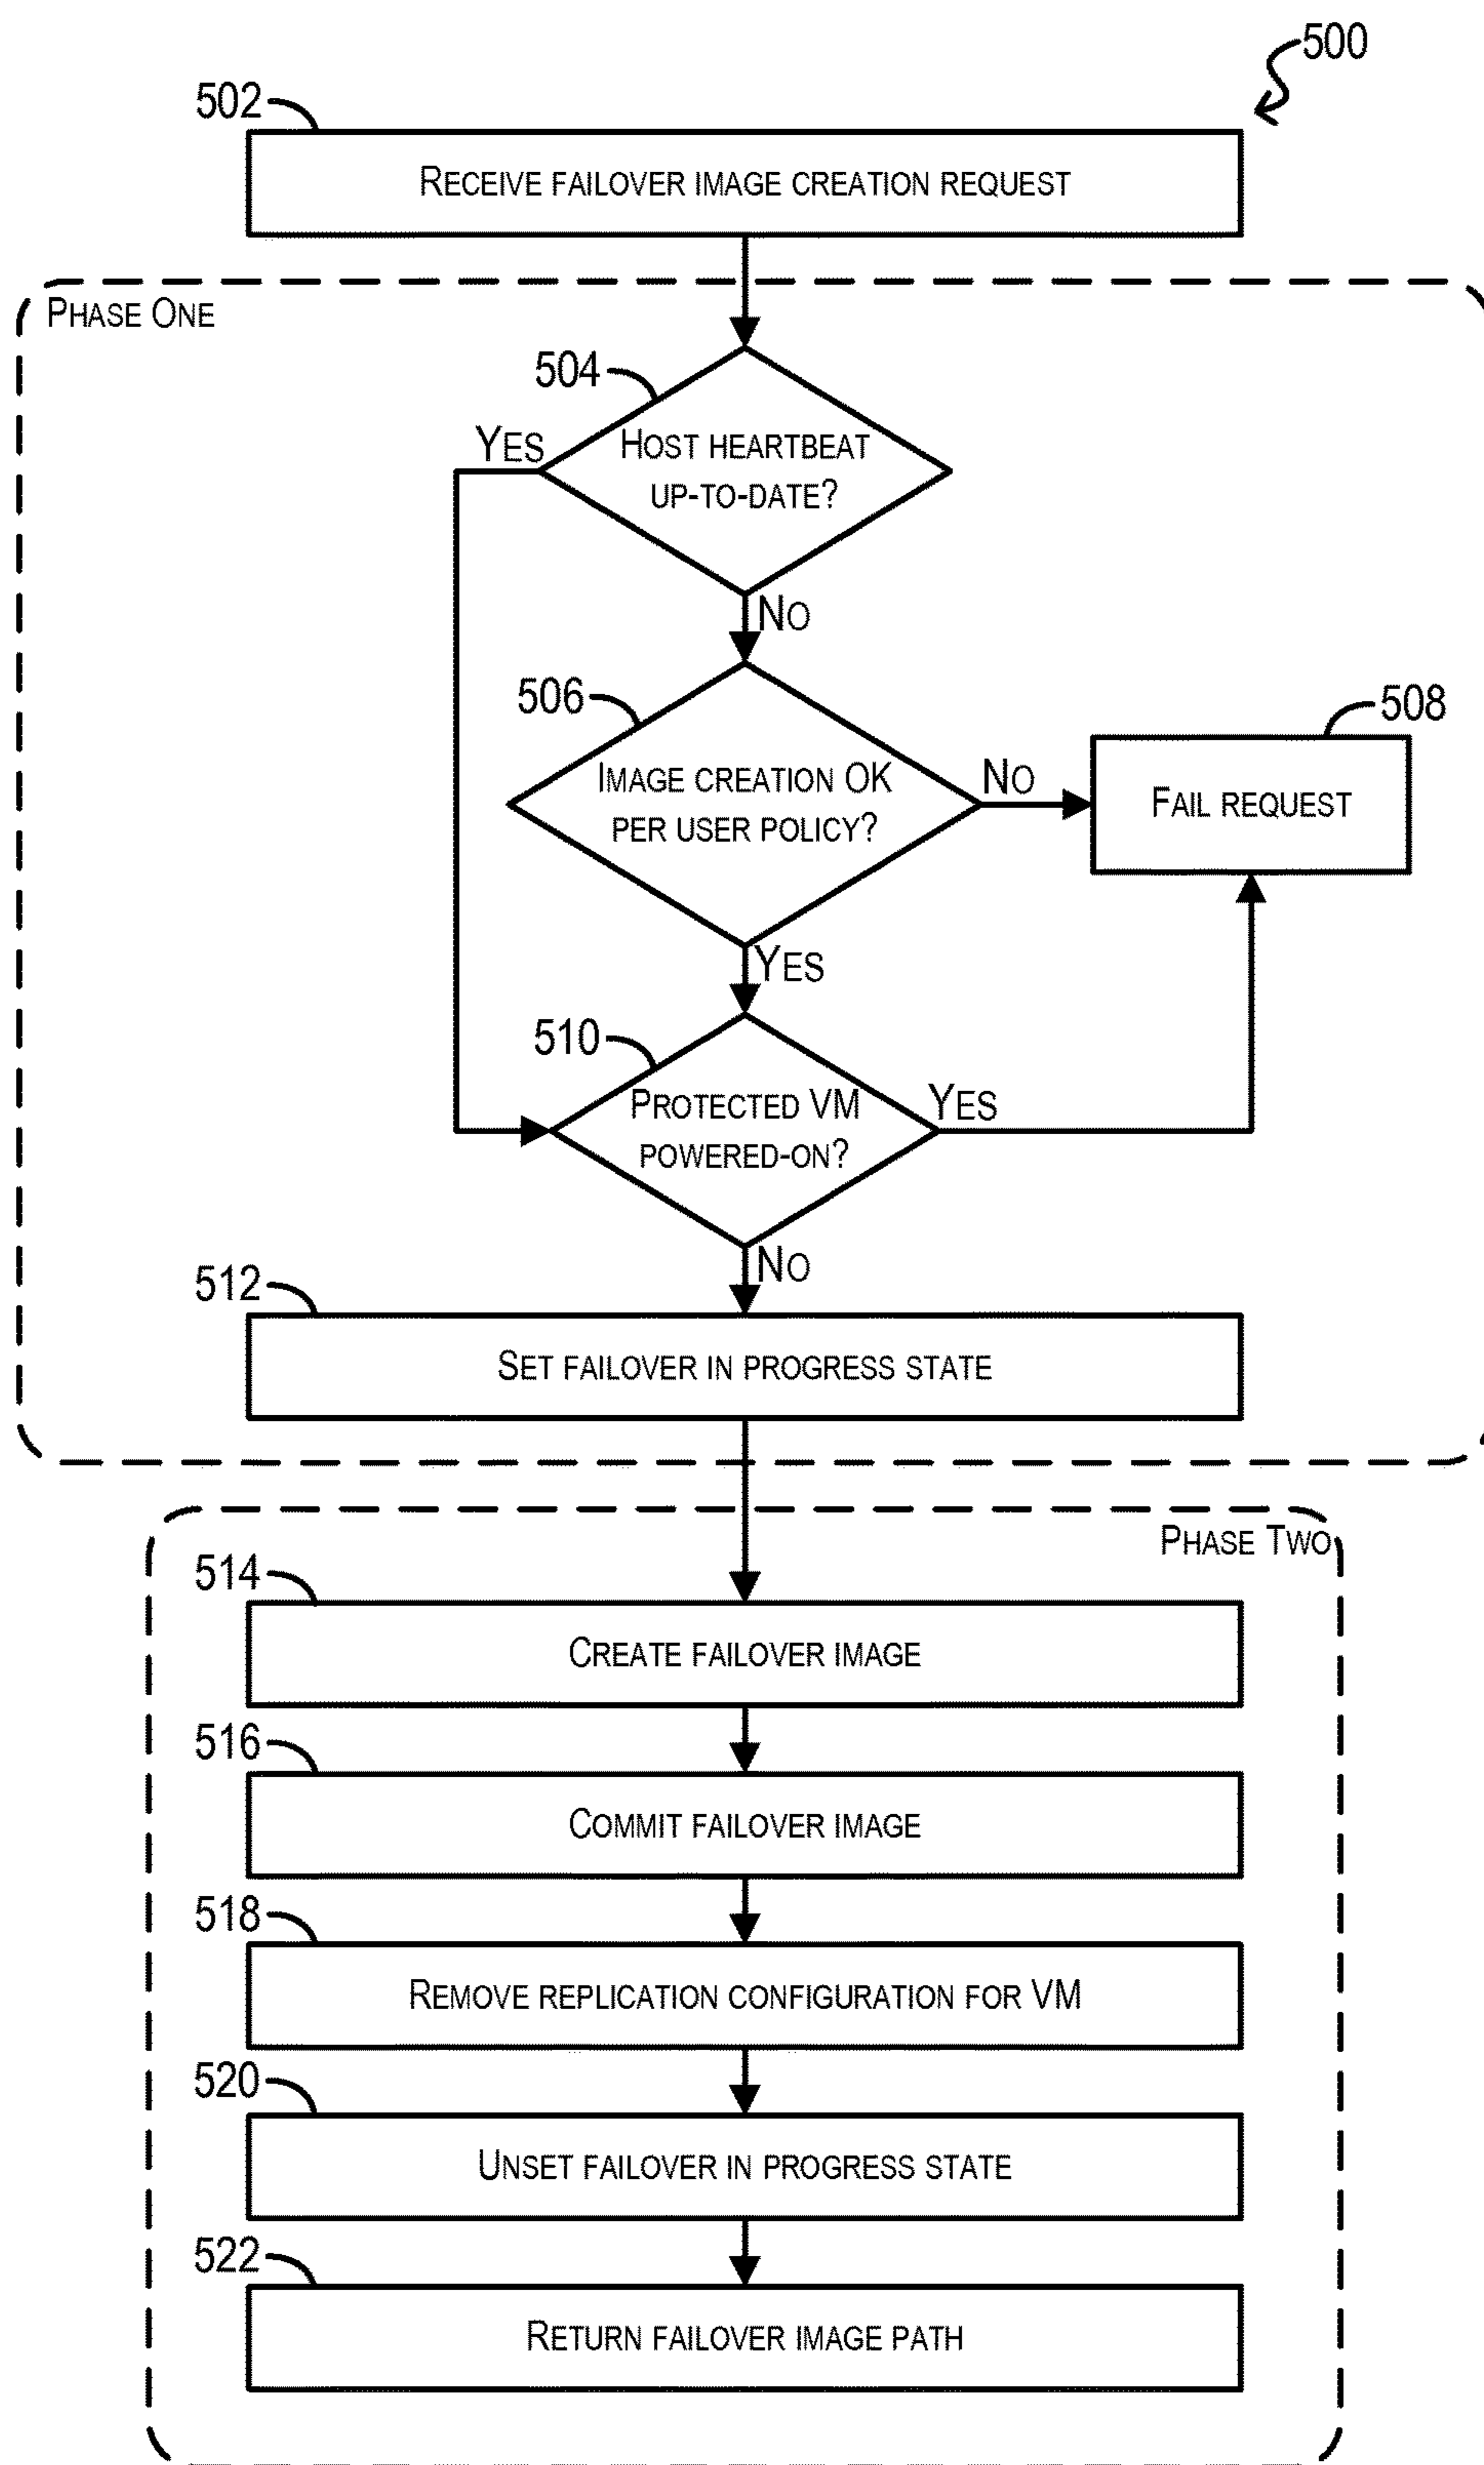 500
502
Receive failover image creation request
Phase One
504
Host heartbeat
up-to-date?
Yes
No
506
Image creation OK
per user policy?
No
508
Fail request
Yes
510
Protected VM
powered-on?
Yes
No
512
Set failover in progress state
Phase Two
514
Create failover image
516
Commit failover image
518
Remove replication configuration for VM
520
Unset failover in progress state
522
Return failover image path